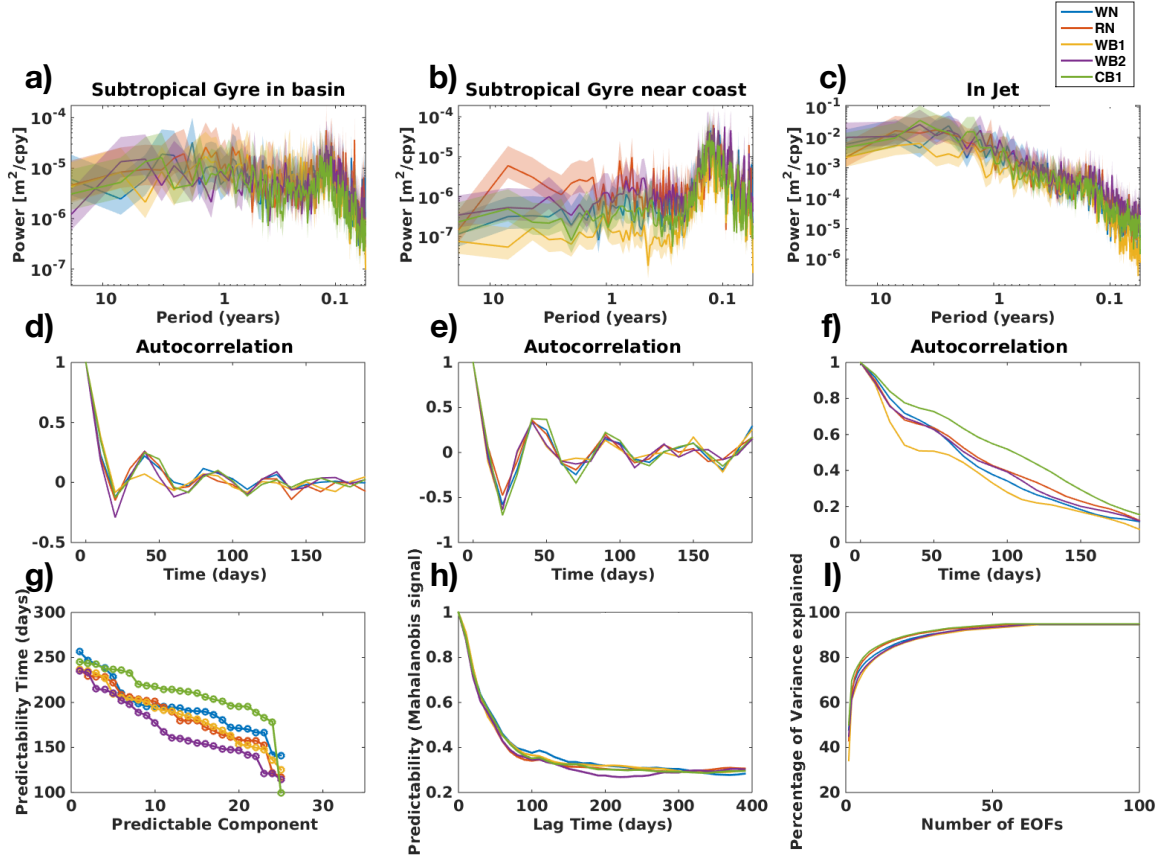 WN
RN
WB1
WB2
CB1
a)
Subtropical Gyre in basin
10^-4
10^-5
10^-6
10^-7
Power [m^2/cpy]
10 1 0.1
Period (years)
b)
Subtropical Gyre near coast
10^-4
10^-5
10^-6
10^-7
Power [m^2/cpy]
10 1 0.1
Period (years)
c)
In Jet
10^-1
10^-2
10^-3
10^-4
10^-5
10^-6
Power [m^2/cpy]
10 1 0.1
Period (years)
d)
Autocorrelation
1
0.5
0
-0.5
0 50 100 150
Time (days)
e)
Autocorrelation
1
0.5
0
-0.5
-1
0 50 100 150
Time (days)
f)
Autocorrelation
1
0.8
0.6
0.4
0.2
0
0 50 100 150
Time (days)
g)
Predictability Time (days)
300
250
200
150
100
0 10 20 30
Predictable Component
h)
Predictability (Mahalanobis signal)
1
0.8
0.6
0.4
0.2
0 100 200 300 400
Lag Time (days)
I)
Percentage of Variance explained
100
80
60
40
20
0 50 100
Number of EOFs